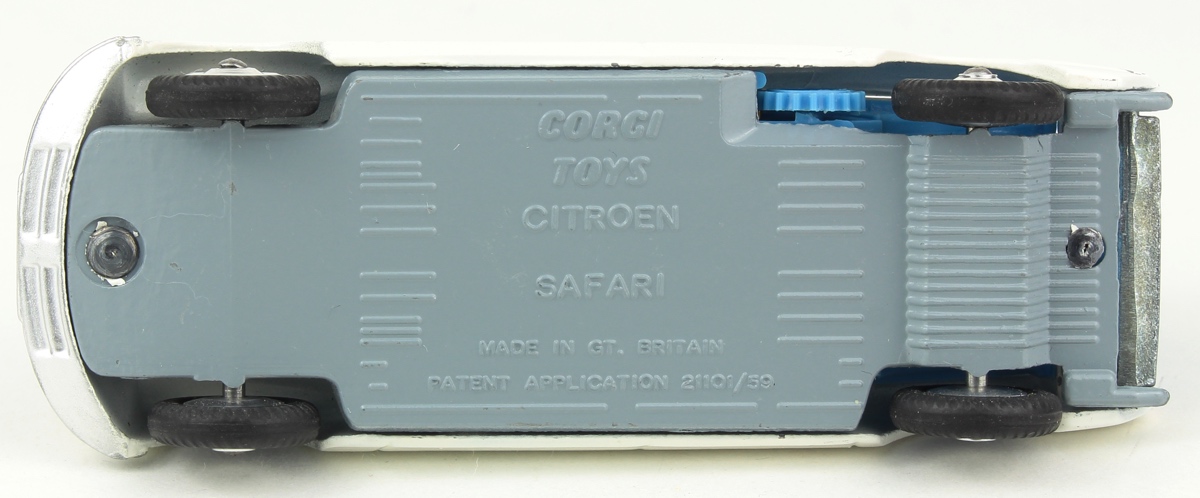 CORGI
TOYS
CITROEN
SAFARI
MADE IN GT. BRITAIN
PATENT APPLICATION 21101/59